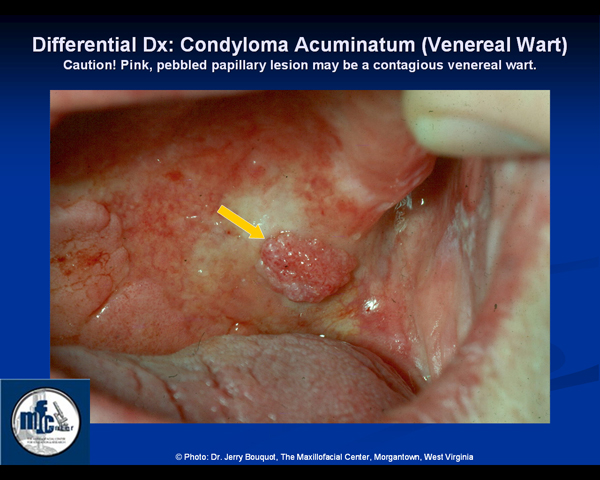 Differential Dx: Condyloma Acuminatum (Venereal Wart)
Caution! Pink, pebbled papillary lesion may be a contagious venereal wart.
mfc
© Photo: Dr. Jerry Bouquot, The Maxillofacial Center, Morgantown, West Virginia